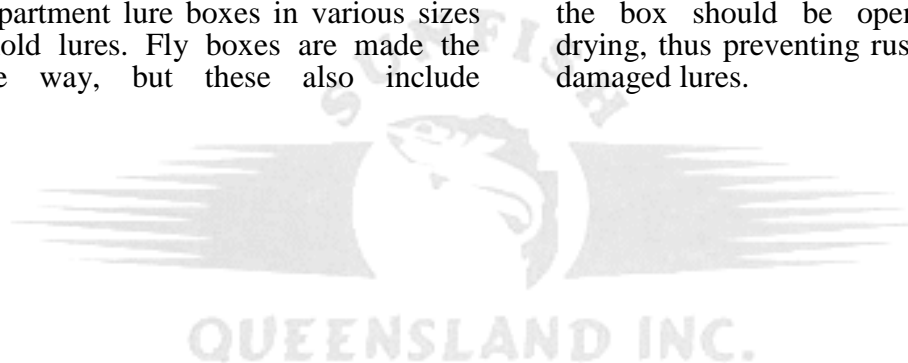 partment lure boxes in various sizes
old lures. Fly boxes are made the
way, but these also include
the box should be open
drying, thus preventing rus
damaged lures.
SUNFISH
QUEENSLAND INC.